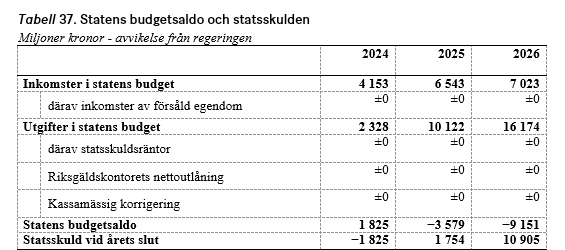 Tabell 37. Statens budgetsaldo och statsskulden
Miljoner kronor - avvikelse från regeringen
2024 2025 2026
Inkomster i statens budget 4 153 6 543 7 023
därav inkomster av försåld egendom ±0 ±0 ±0
Utgifter i statens budget 2 328 10 122 16 174
därav statsskuldsräntor ±0 ±0 ±0
Riksgäldskontorets nettoutlåning ±0 ±0 ±0
Kassamässig korrigering ±0 ±0 ±0
Statens budgetsaldo 1 825 −3 579 −9 151
Statsskuld vid årets slut −1 825 1 754 10 905